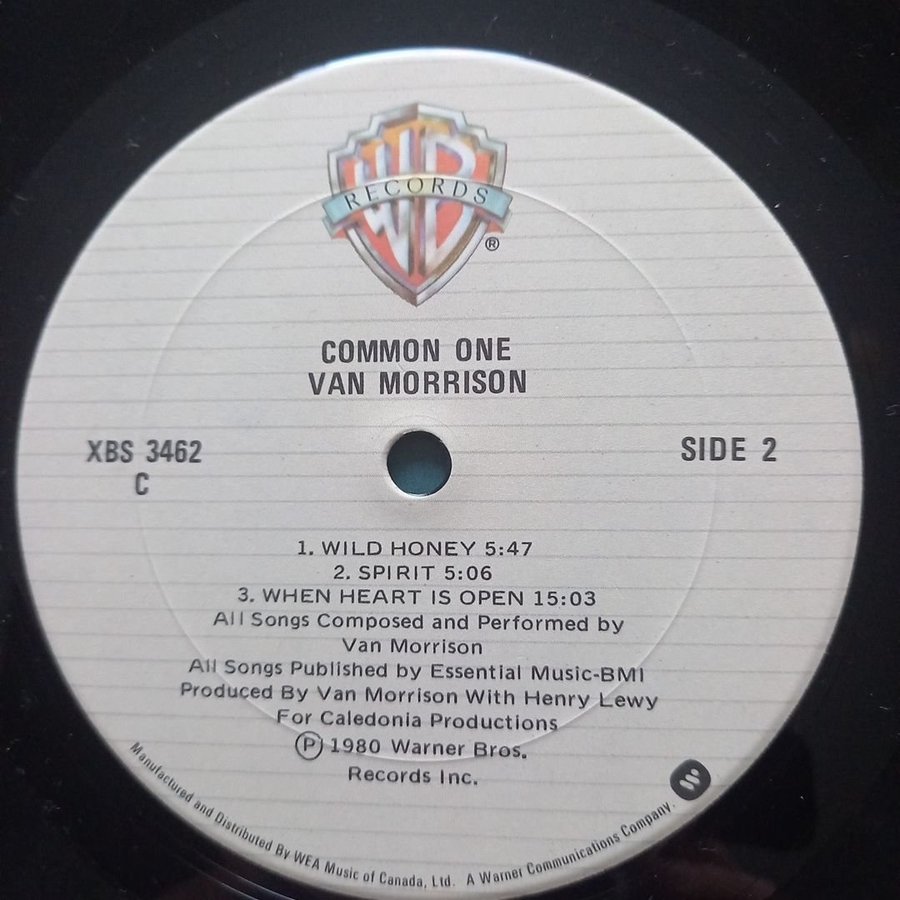 WB
RECORDS
®
COMMON ONE
VAN MORRISON
XBS 3462
C
SIDE 2
1. WILD HONEY 5:47
2. SPIRIT 5:06
3. WHEN HEART IS OPEN 15:03
All Songs Composed and Performed by
Van Morrison
All Songs Published by Essential Music-BMI
Produced By Van Morrison With Henry Lewy
For Caledonia Productions
Ⓟ 1980 Warner Bros.
Records Inc.
Manufactured and Distributed By WEA Music of Canada, Ltd. A Warner Communications Company.